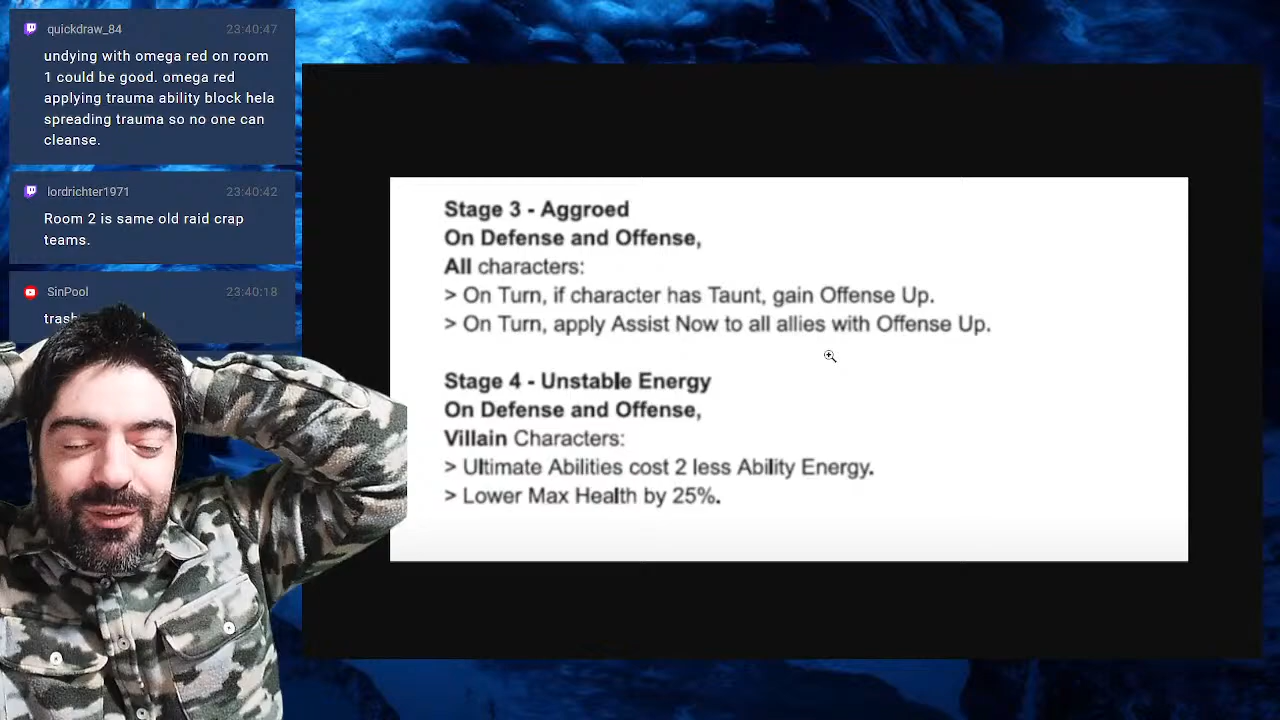 quickdraw_84 23:40:47
undying with omega red on room
1 could be good. omega red
applying trauma ability block hela
spreading trauma so no one can
cleanse.
lordrichter1971 23:40:42
Room 2 is same old raid crap
teams.
SinPool 23:40:18
Stage 3 - Aggroed
On Defense and Offense,
All characters:
> On Turn, if character has Taunt, gain Offense Up.
> On Turn, apply Assist Now to all allies with Offense Up.
Stage 4 - Unstable Energy
On Defense and Offense,
Villain Characters:
> Ultimate Abilities cost 2 less Ability Energy.
> Lower Max Health by 25%.